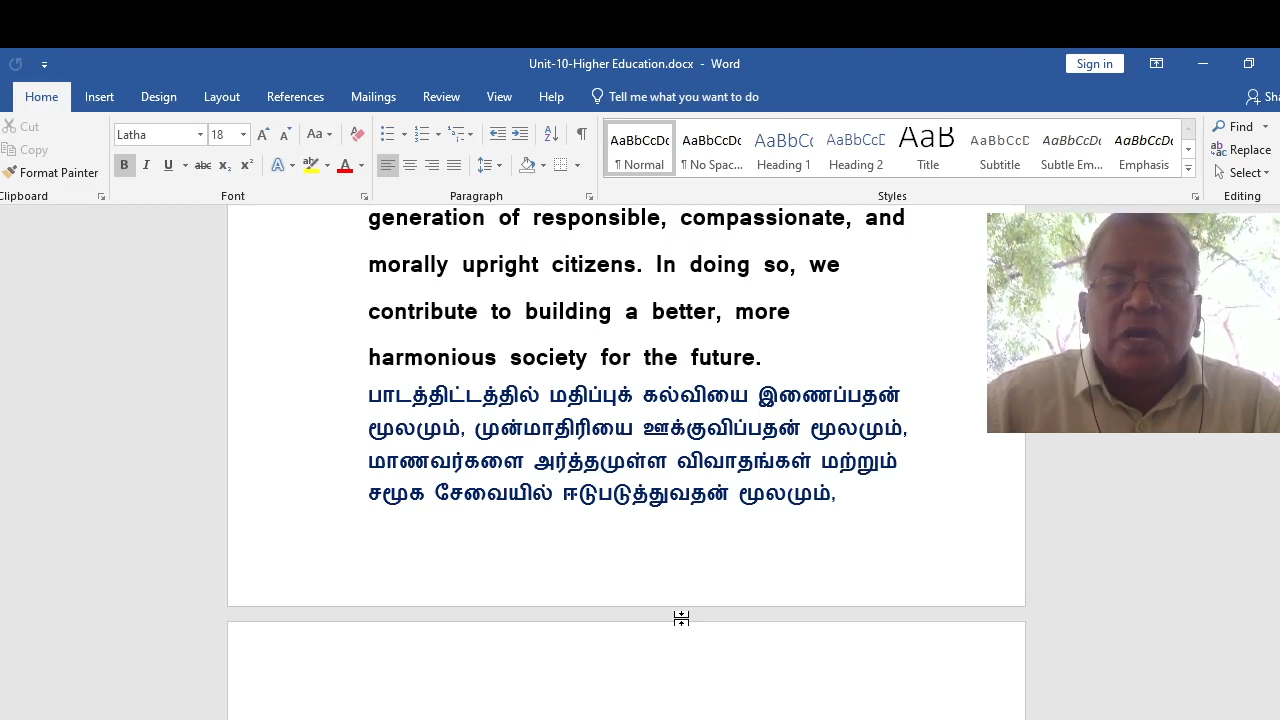 Unit-10-Higher Education.docx - Word
Sign in
Home Insert Design Layout References Mailings Review View Help Tell me what you want to do
Cut
Copy
Format Painter
Clipboard
Latha 18
Font
Paragraph
AaBbCcDc AaBbCcDc AaBbC AaBbCcD AaB AaBbCcD AaBbCcDc AaBbCcDc
¶ Normal ¶ No Spac... Heading 1 Heading 2 Title Subtitle Subtle Em... Emphasis
Styles
Find
Replace
Select
Editing
generation of responsible, compassionate, and
morally upright citizens. In doing so, we
contribute to building a better, more
harmonious society for the future.
பாடத்திட்டத்தில் மதிப்புக் கல்வியை இணைப்பதன்
மூலமும், முன்மாதிரியை ஊக்குவிப்பதன் மூலமும்,
மாணவர்களை அர்த்தமுள்ள விவாதங்கள் மற்றும்
சமூக சேவையில் ஈடுபடுத்துவதன் மூலமும்,